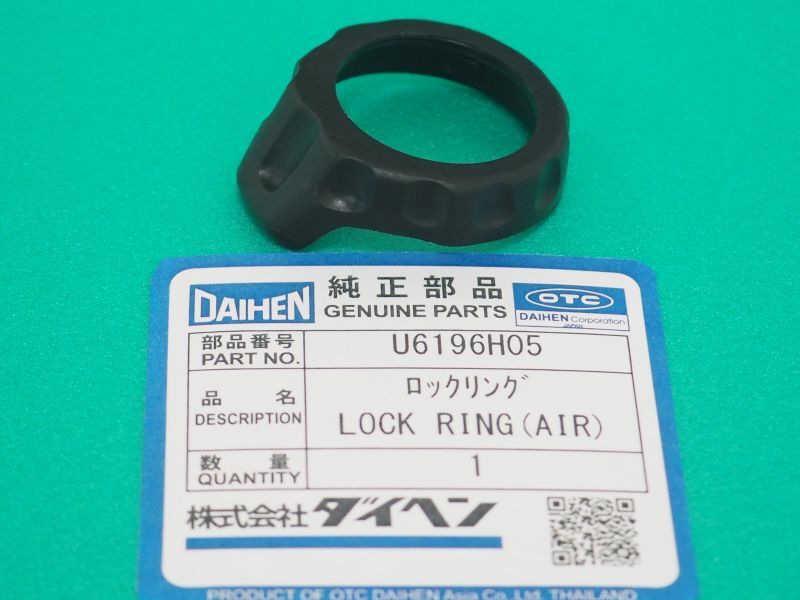 DAIHEN 純正部品 OTC
GENUINE PARTS DAIHEN Corporation
JAPAN
部品番号 U6196H05
PART NO.
品名 ロックリング
DESCRIPTION LOCK RING(AIR)
数量 1
QUANTITY
株式会社ダイヘン
PRODUCT OF OTC DAIHEN Asia Co.,Ltd. THAILAND